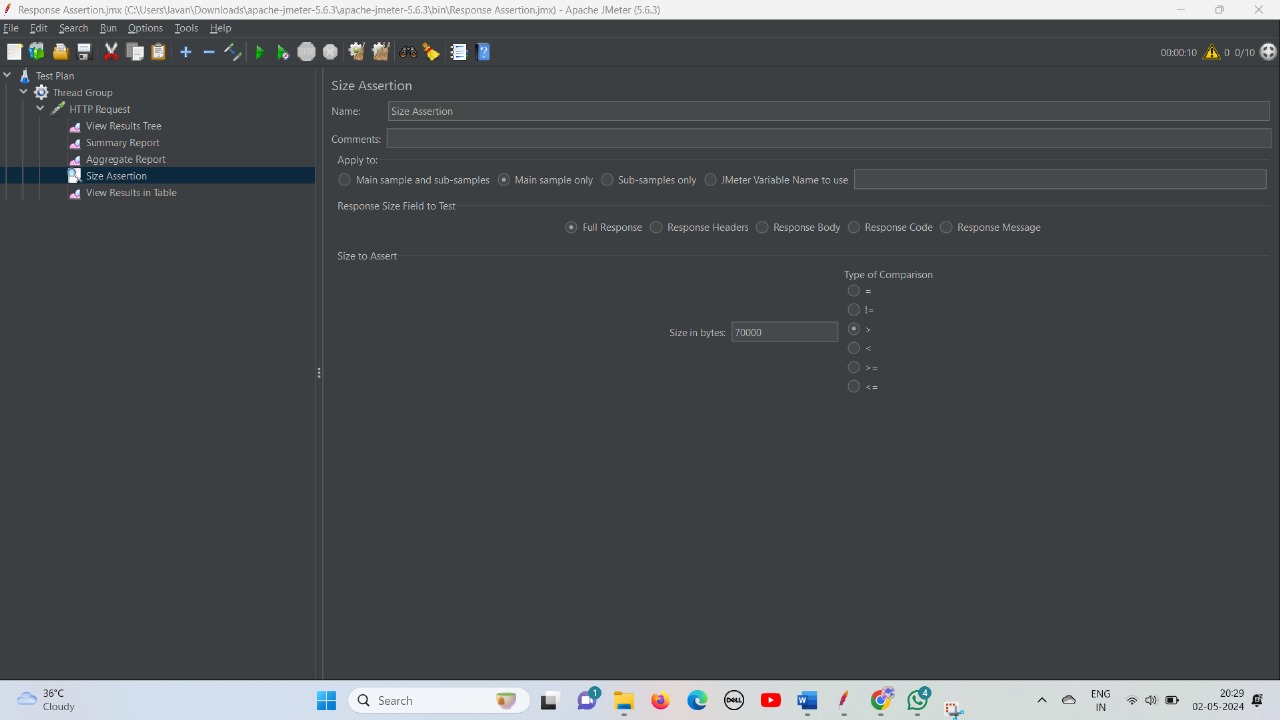 Response Assertion.jmx (C:\Users\lavan\Downloads\apache-jmeter-5.6.3\apache-jmeter-5.6.3\bin\Response Assertion.jmx) - Apache JMeter (5.6.3)
File Edit Search Run Options Tools Help
00:00:10 0 0/10
Test Plan
Thread Group
HTTP Request
View Results Tree
Summary Report
Aggregate Report
Size Assertion
View Results in Table
Size Assertion
Name: Size Assertion
Comments:
Apply to:
Main sample and sub-samples Main sample only Sub-samples only JMeter Variable Name to use
Response Size Field to Test
Full Response Response Headers Response Body Response Code Response Message
Size to Assert
Type of Comparison
=
!=
Size in bytes: 70000 >
<
>=
<=
36°C
Cloudy
Search
DELL
1
4
ENG
IN
20:29
02-05-2024